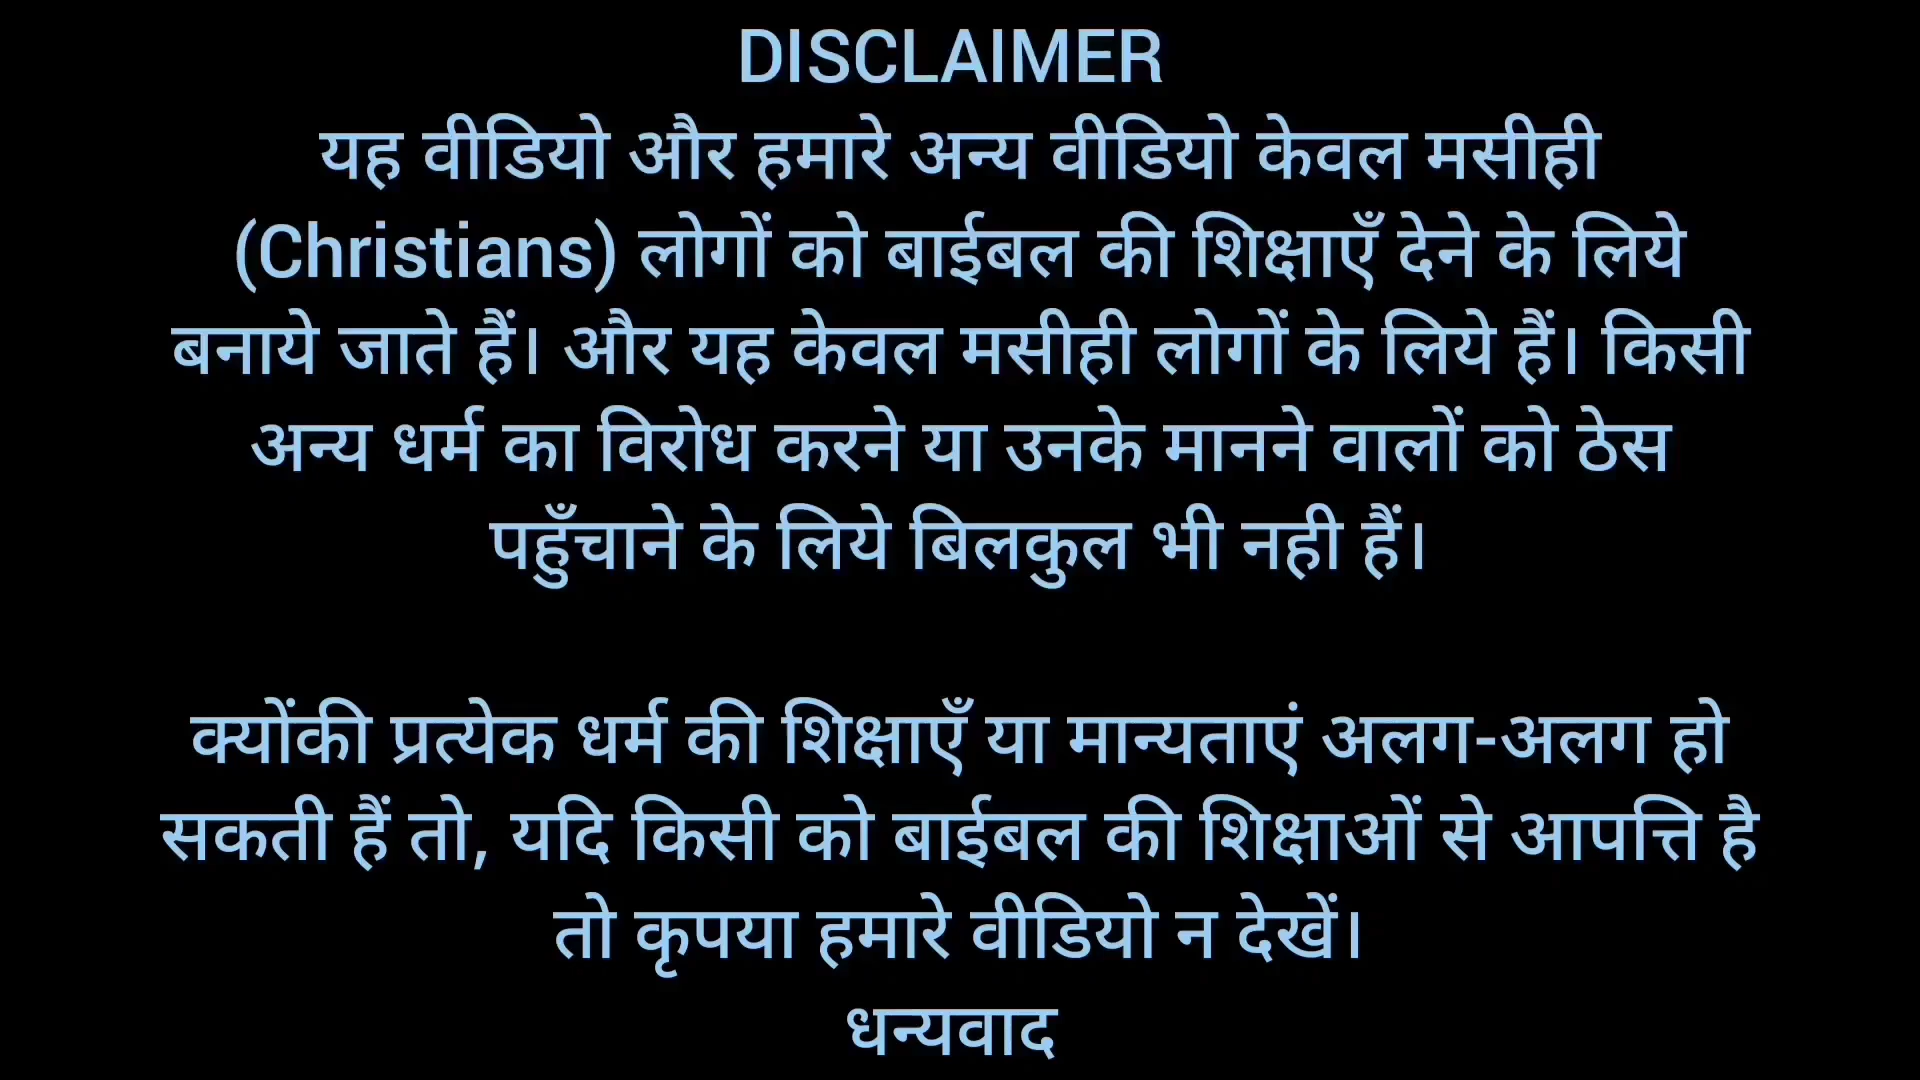 DISCLAIMER
यह वीडियो और हमारे अन्य वीडियो केवल मसीही
(Christians) लोगों को बाईबल की शिक्षाएँ देने के लिये
बनाये जाते हैं। और यह केवल मसीही लोगों के लिये हैं। किसी
अन्य धर्म का विरोध करने या उनके मानने वालों को ठेस
पहुँचाने के लिये बिलकुल भी नही हैं।
क्योंकी प्रत्येक धर्म की शिक्षाएँ या मान्यताएं अलग-अलग हो
सकती हैं तो, यदि किसी को बाईबल की शिक्षाओं से आपत्ति है
तो कृपया हमारे वीडियो न देखें।
धन्यवाद